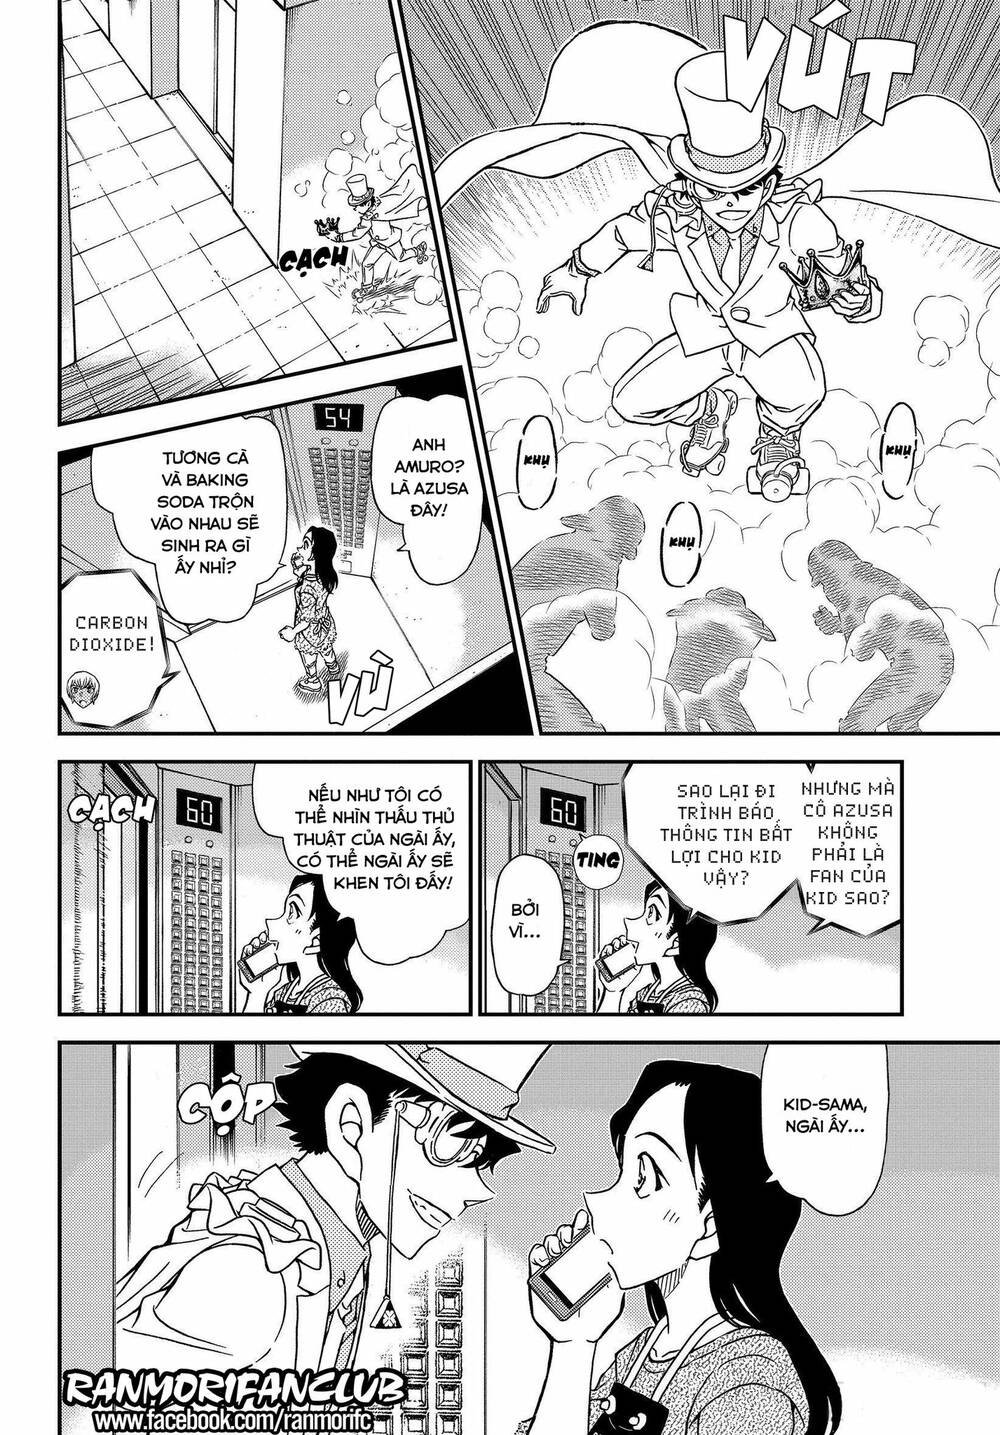 VÚT
KHỤ
KHỤ
KHỤ
CẠCH
54
ANH
AMURO?
LÀ AZUSA
ĐÂY!
TƯƠNG CÀ
VÀ BAKING
SODA TRỘN
VÀO NHAU SẼ
SINH RA GÌ
ẤY NHỈ?
CARBON
DIOXIDE!
VÙ
NHƯNG MÀ
CÔ AZUSA
KHÔNG
PHẢI LÀ
FAN CỦA
KID SAO?
SAO LẠI ĐI
TRÌNH BÁO
THÔNG TIN BẤT
LỢI CHO KID
VẬY?
60
TING
BỞI
VÌ...
NẾU NHƯ TÔI CÓ
THỂ NHÌN THẤU THỦ
THUẬT CỦA NGÀI ẤY,
CÓ THỂ NGÀI ẤY SẼ
KHEN TÔI ĐẤY!
60
CẠCH
KID-SAMA,
NGÀI ẤY...
CỘP
RANMORIFANCLUB
www.facebook.com/ranmorifc